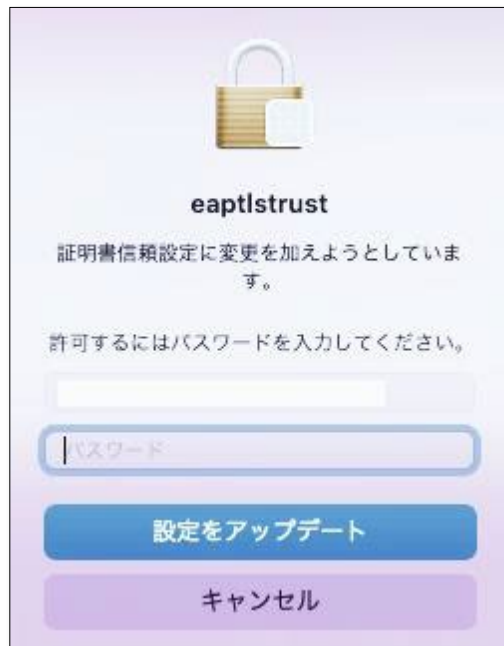 eaptlstrust
証明書信頼設定に変更を加えようとしていま
す。
許可するにはパスワードを入力してください。
パスワード
設定をアップデート
キャンセル